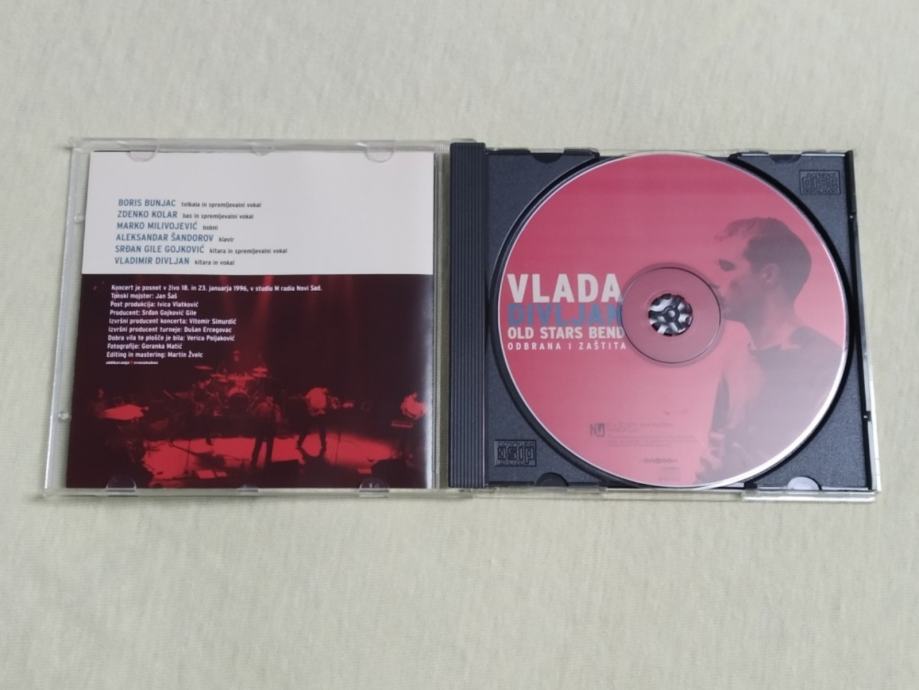 BORIS BUNJAC tolkala in spremljevalni vokal
ZDENKO KOLAR bas in spremljevalni vokal
MARKO MILIVOJEVIĆ bobni
ALEKSANDAR ŠANDOROV klavir
SRĐAN GILE GOJKOVIĆ kitara in spremljevalni vokal
VLADIMIR DIVLJAN kitara in vokal
Koncert je posnet v živo 18. in 23. januarja 1996, v studiu M radia Novi Sad.
Tonski mojster: Jan Šaš
Post produkcija: Ivica Vlatković
Producent: Srđan Gojković Gile
Izvršni producent koncerta: Vitomir Simurdić
Izvršni producent turneje: Dušan Ercegovac
Dobra vila te plošče je bila: Verica Poljaković
Fotografije: Goranka Matić
Editing in mastering: Martin Žvelc
VLADA
DIVLJAN
OLD STARS BEND
ODBRANA I ZAŠTITA